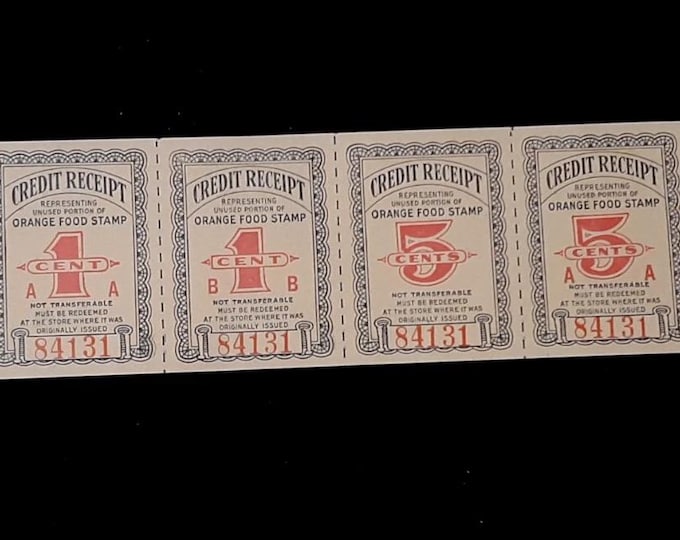 CREDIT RECEIPT
REPRESENTING
UNUSED PORTION OF
ORANGE FOOD STAMP
1
CENT
A A
NOT TRANSFERABLE
MUST BE REDEEMED
AT THE STORE WHERE IT WAS
ORIGINALLY ISSUED
84131
CREDIT RECEIPT
REPRESENTING
UNUSED PORTION OF
ORANGE FOOD STAMP
1
CENT
B B
NOT TRANSFERABLE
MUST BE REDEEMED
AT THE STORE WHERE IT WAS
ORIGINALLY ISSUED
84131
CREDIT RECEIPT
REPRESENTING
UNUSED PORTION OF
ORANGE FOOD STAMP
5
CENTS
NOT TRANSFERABLE
MUST BE REDEEMED
AT THE STORE WHERE IT WAS
ORIGINALLY ISSUED
84131
CREDIT RECEIPT
REPRESENTING
UNUSED PORTION OF
ORANGE FOOD STAMP
5
CENTS
A A
NOT TRANSFERABLE
MUST BE REDEEMED
AT THE STORE WHERE IT WAS
ORIGINALLY ISSUED
84131